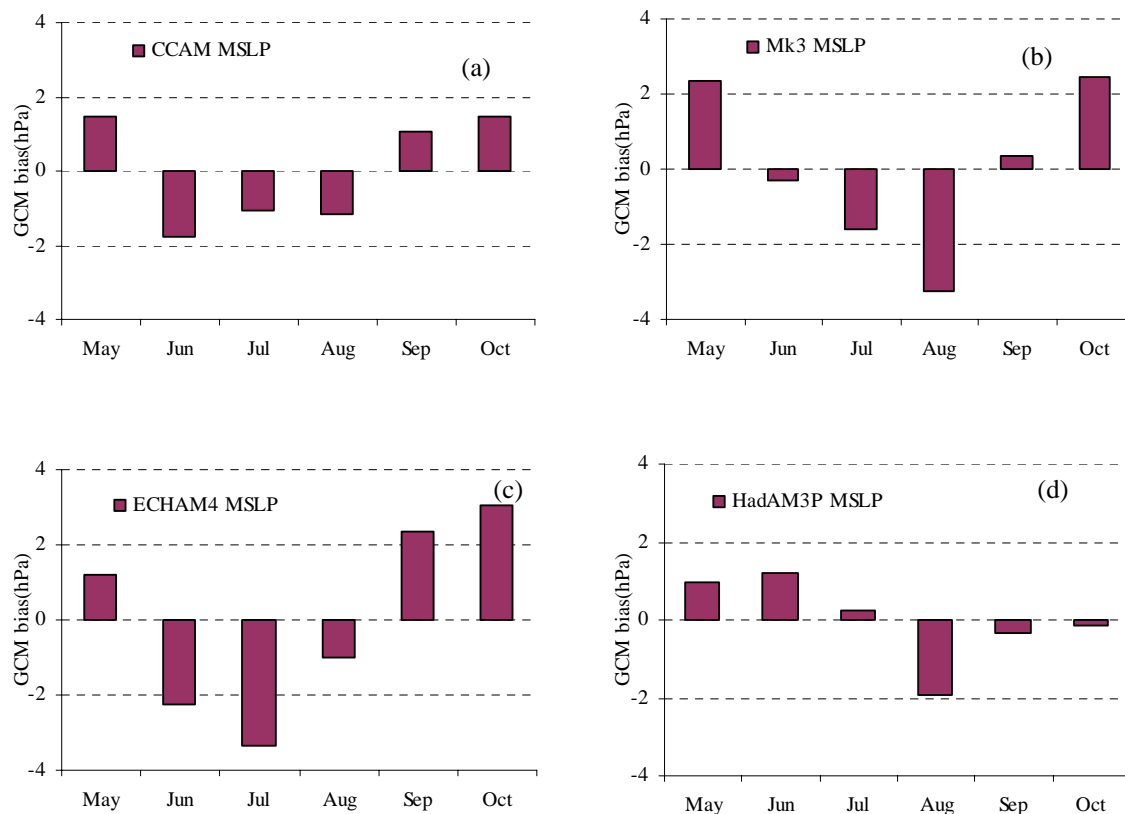 CCAM MSLP
(a)
GCM bias(hPa)
4
2
0
-2
-4
May Jun Jul Aug Sep Oct
Mk3 MSLP
(b)
GCM bias(hPa)
4
2
0
-2
-4
May Jun Jul Aug Sep Oct
ECHAM4 MSLP
(c)
GCM bias(hPa)
4
2
0
-2
-4
May Jun Jul Aug Sep Oct
HadAM3P MSLP
(d)
GCM bias(hPa)
4
2
0
-2
-4
May Jun Jul Aug Sep Oct